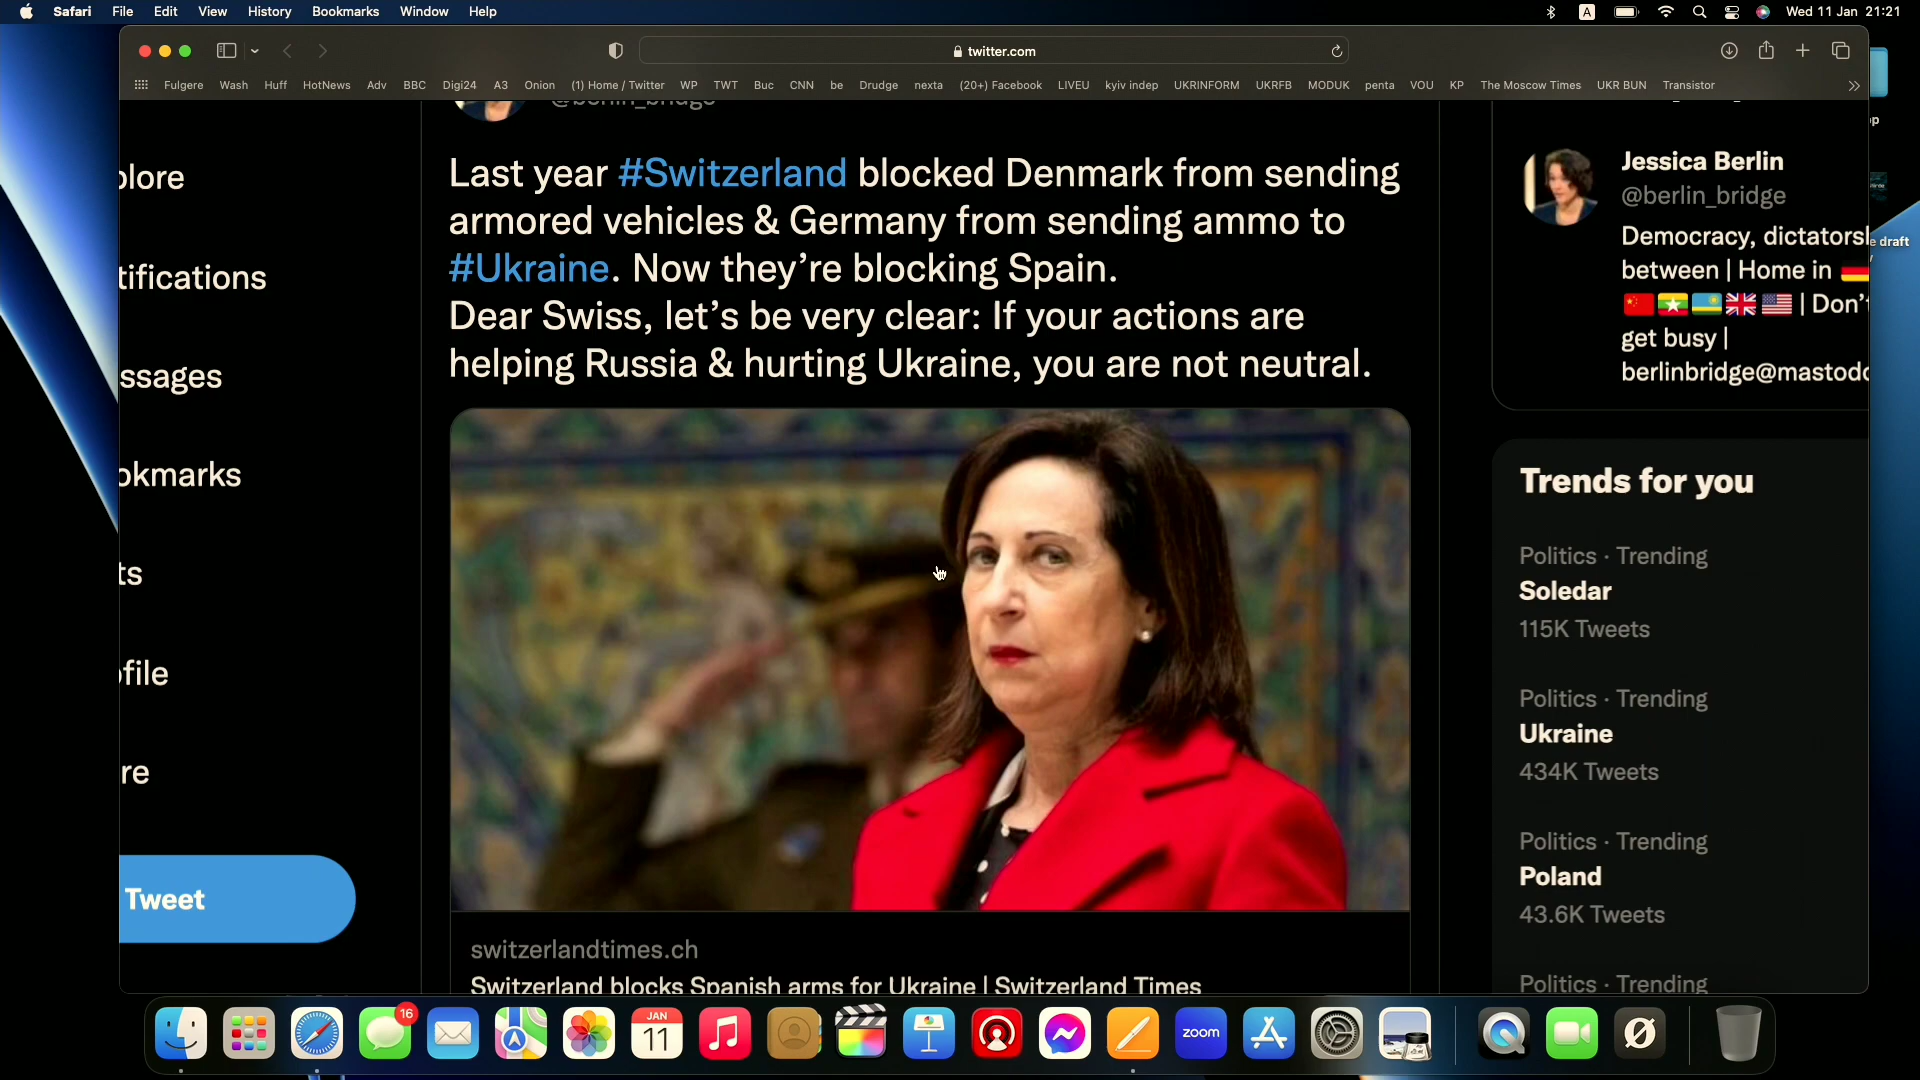 Safari File Edit View History Bookmarks Window Help
A
Wed 11 Jan 21:21
twitter.com
Fulgere Wash Huff HotNews Adv BBC Digi24 A3 Onion (1) Home / Twitter WP TWT Buc CNN be Drudge nexta (20+) Facebook LIVEU kyiv indep UKRINFORM UKRFB MODUK penta VOU KP The Moscow Times UKR BUN Transistor
@berlin_bridge
plore
tifications
ssages
okmarks
ts
ofile
re
Tweet
Last year #Switzerland blocked Denmark from sending
armored vehicles & Germany from sending ammo to
#Ukraine. Now they’re blocking Spain.
Dear Swiss, let’s be very clear: If your actions are
helping Russia & hurting Ukraine, you are not neutral.
switzerlandtimes.ch
Switzerland blocks Spanish arms for Ukraine | Switzerland Times
Jessica Berlin
@berlin_bridge
Democracy, dictatorsh
between | Home in
| Don’t
get busy |
berlinbridge@mastodo
Trends for you
Politics · Trending
Soledar
115K Tweets
Politics · Trending
Ukraine
434K Tweets
Politics · Trending
Poland
43.6K Tweets
Politics · Trending
op
e draft
16
JAN
11
zoom